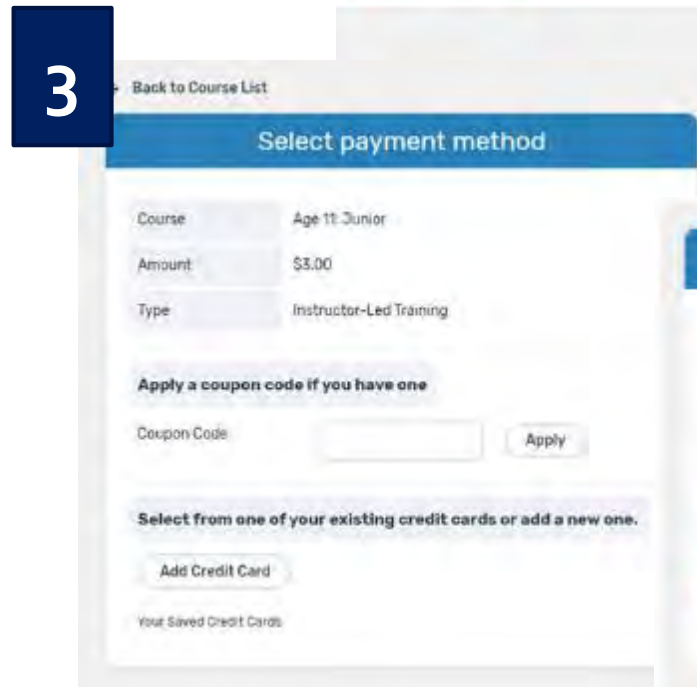 3
Back to Course List
Select payment method
Course Age 11: Junior
Amount $3.00
Type Instructor-Led Training
Apply a coupon code if you have one
Coupon Code
Apply
Select from one of your existing credit cards or add a new one.
Add Credit Card
Your Saved Credit Cards